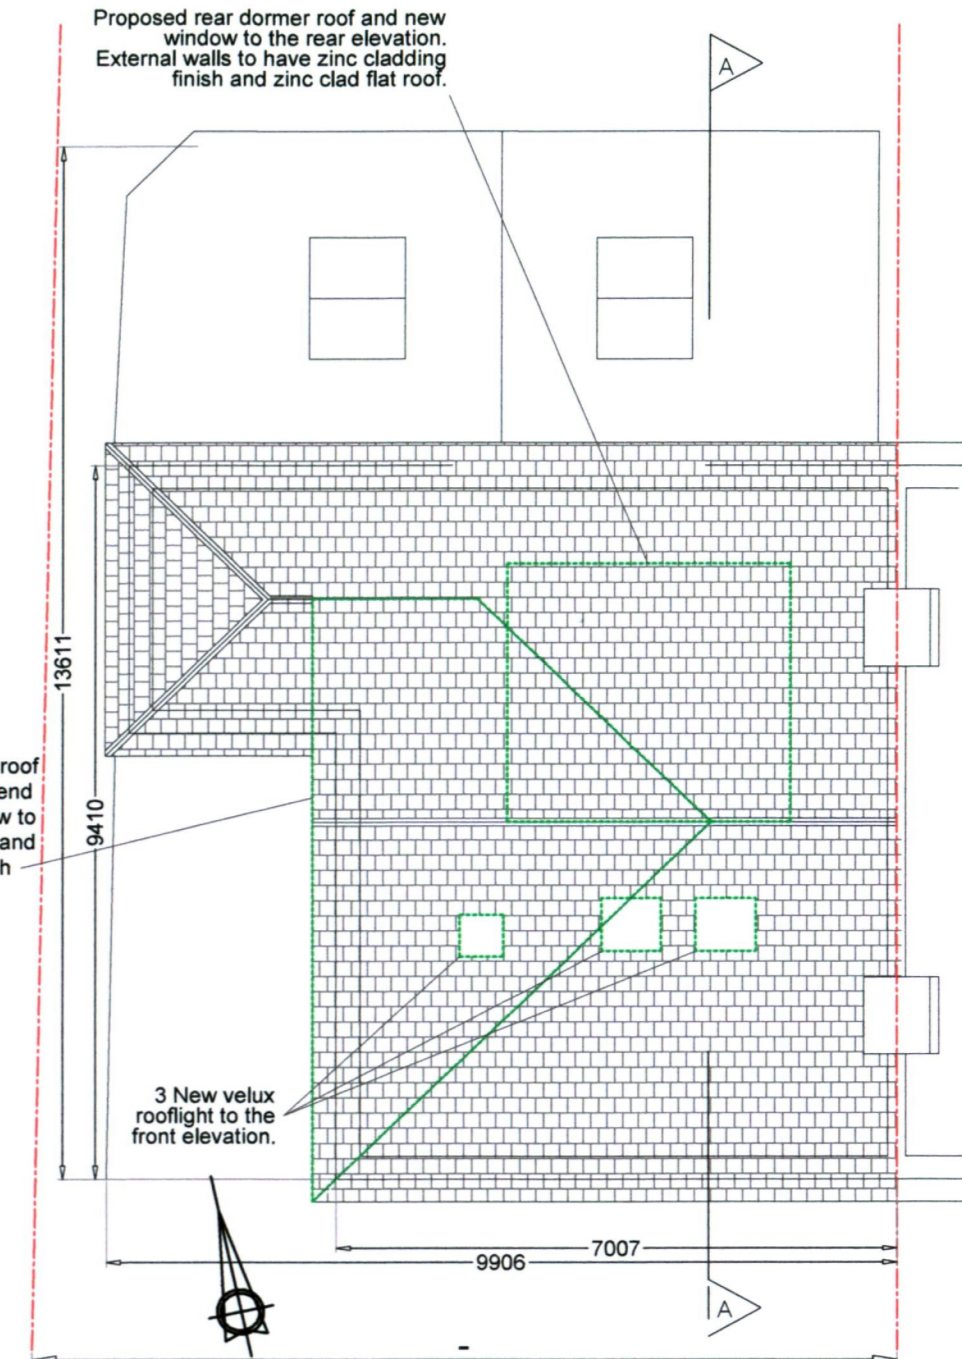 Proposed rear dormer roof and new
window to the rear elevation.
External walls to have zinc cladding
finish and zinc clad flat roof.
A
13611
9410
roof
end
w to
and
h
3 New velux
rooflight to the
front elevation.
7007
9906
A
-